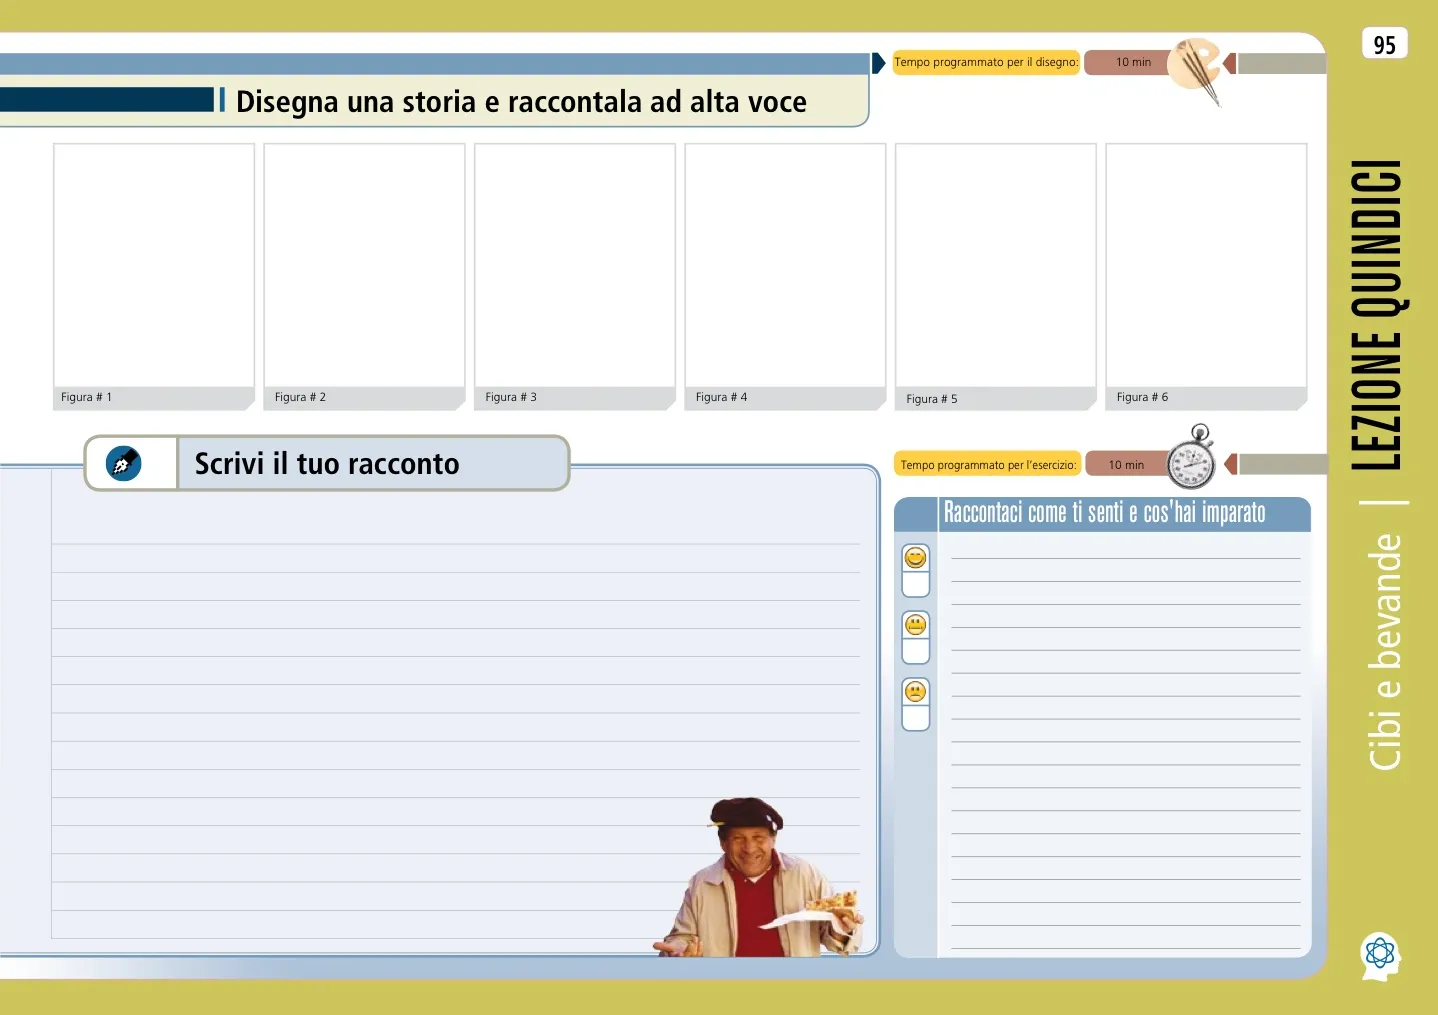 95
Tempo programmato per il disegno:
10 min
Disegna una storia e raccontala ad alta voce
Figura # 1
Figura # 2
Figura # 3
Figura # 4
Figura # 5
Figura # 6
Scrivi il tuo racconto
Tempo programmato per l'esercizio:
10 min
Raccontaci come ti senti e cos'hai imparato
LEZIONE QUINDICI
Cibi e bevande